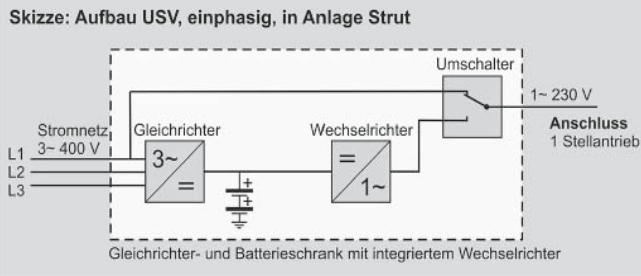 Skizze: Aufbau USV, einphasig, in Anlage Strut
Umschalter
1~ 230 V
Stromnetz
3~ 400 V
Gleichrichter
Wechselrichter
Anschluss
1 Stellantrieb
L1
L2
L3
3~
=
=
1~
+
+
Gleichrichter- und Batterieschrank mit integriertem Wechselrichter